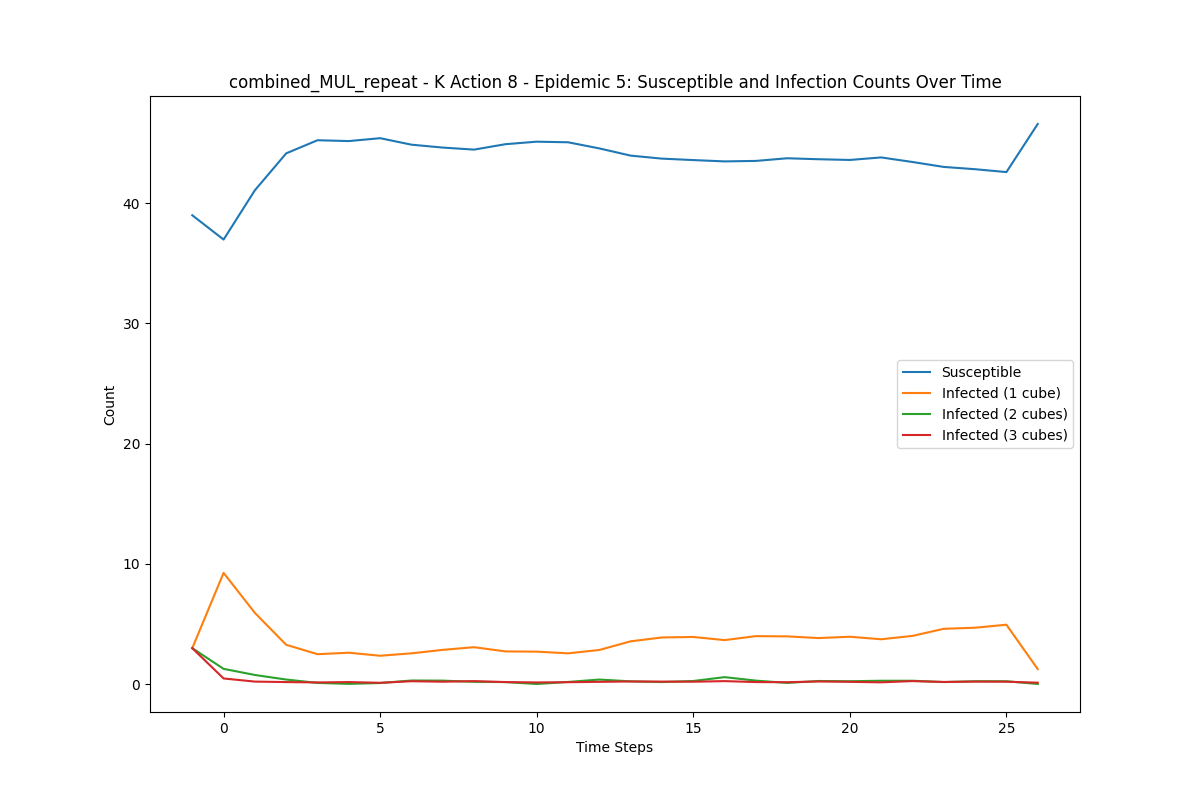 combined_MUL_repeat - K Action 8 - Epidemic 5: Susceptible and Infection Counts Over Time
Count
40
30
20
10
0
Susceptible
Infected (1 cube)
Infected (2 cubes)
Infected (3 cubes)
0 5 10 15 20 25
Time Steps